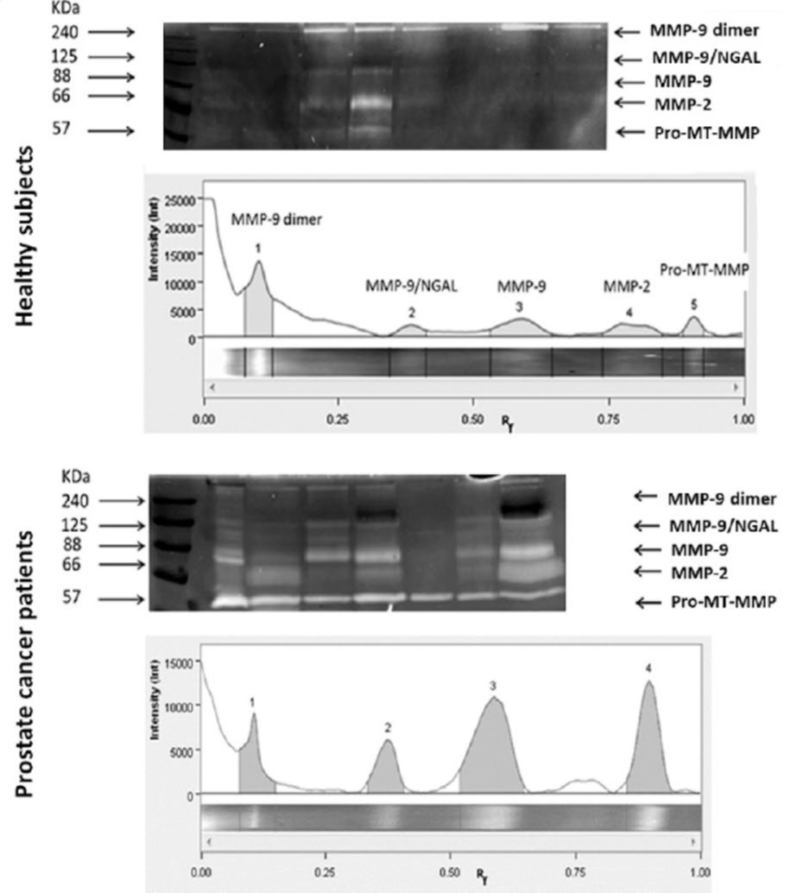 KDa
240
125
88
66
57
MMP-9 dimer
MMP-9/NGAL
MMP-9
MMP-2
Pro-MT-MMP
Healthy subjects
Intensity (Int)
25000
20000
15000
10000
5000
0
MMP-9 dimer
1
MMP-9/NGAL
2
MMP-9
3
MMP-2
4
Pro-MT-MMP
5
0.00 0.25 0.50 Rf 0.75 1.00
Prostate cancer patients
KDa
240
125
88
66
57
MMP-9 dimer
MMP-9/NGAL
MMP-9
MMP-2
Pro-MT-MMP
Intensity (Int)
15000
10000
5000
0
1
2
3
4
0.00 0.25 0.50 Rf 0.75 1.00